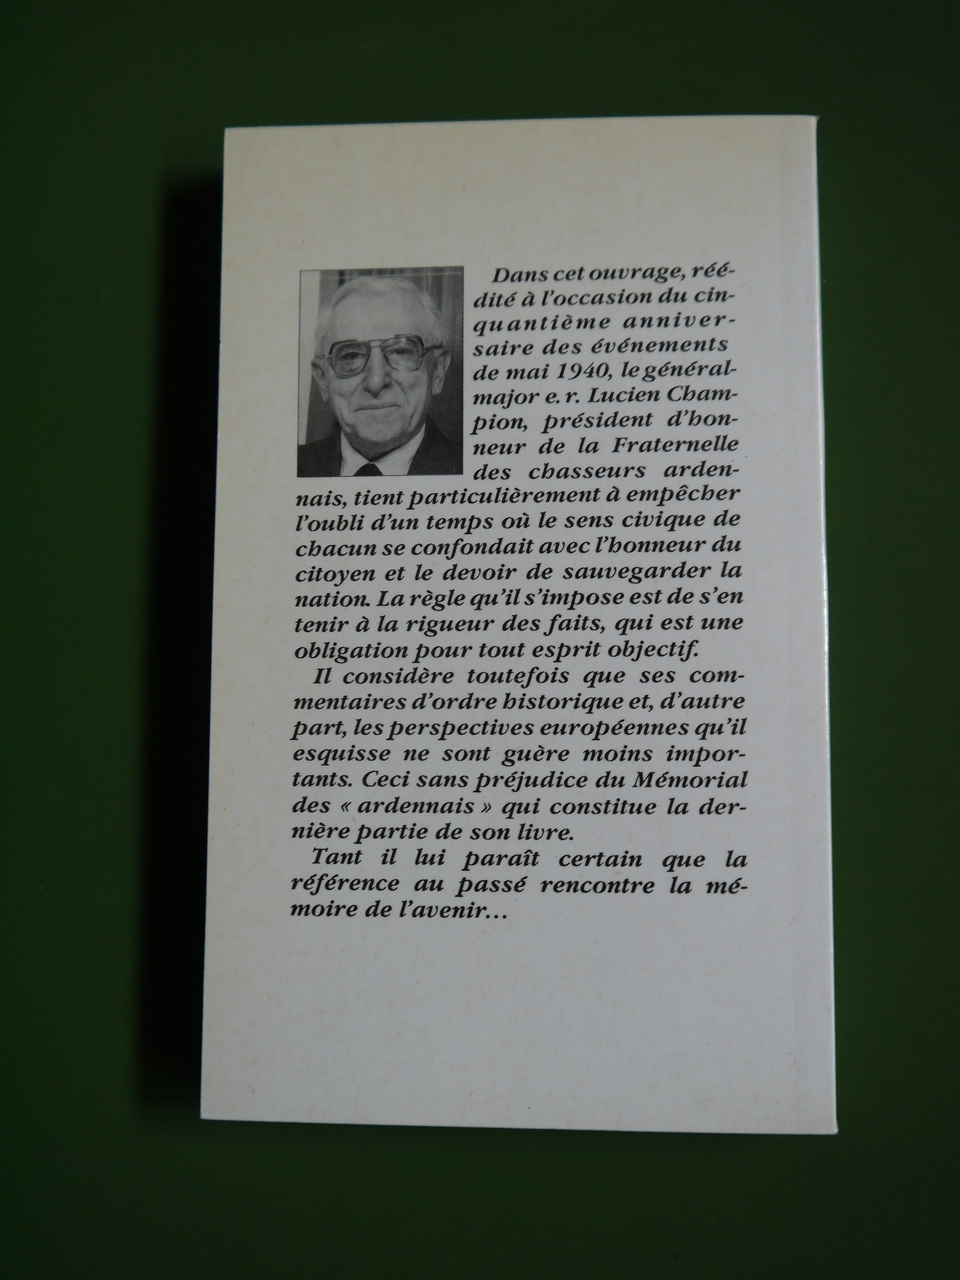 Dans cet ouvrage, réé-
dité à l'occasion du cin-
quantième anniver-
saire des événements
de mai 1940, le général-
major e. r. Lucien Cham-
pion, président d'hon-
neur de la Fraternelle
des chasseurs arden-
nais, tient particulièrement à empêcher
l'oubli d'un temps où le sens civique de
chacun se confondait avec l'honneur du
citoyen et le devoir de sauvegarder la
nation. La règle qu'il s'impose est de s'en
tenir à la rigueur des faits, qui est une
obligation pour tout esprit objectif.
Il considère toutefois que ses com-
mentaires d'ordre historique et, d'autre
part, les perspectives européennes qu'il
esquisse ne sont guère moins impor-
tants. Ceci sans préjudice du Mémorial
des « ardennais » qui constitue la der-
nière partie de son livre.
Tant il lui paraît certain que la
référence au passé rencontre la mé-
moire de l'avenir...